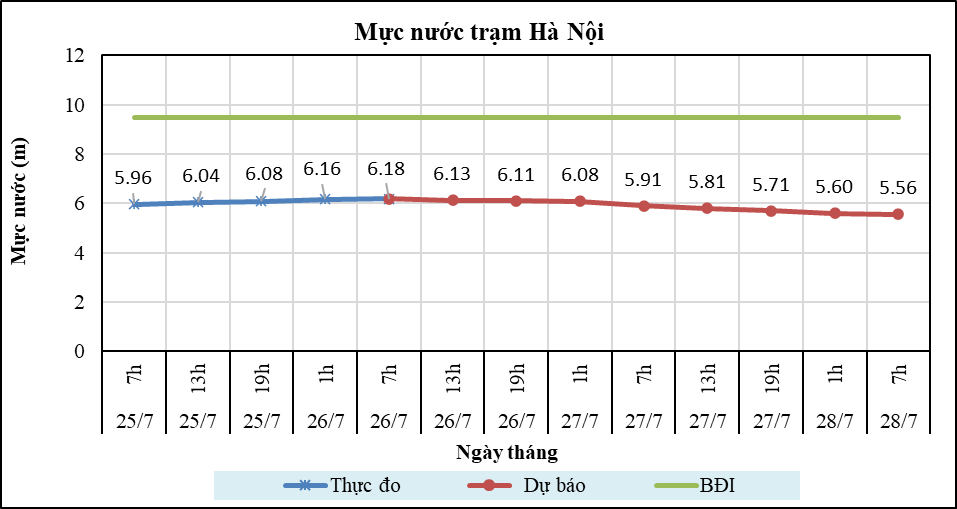 Mực nước trạm Hà Nội
Mực nước (m)
12
10
8
6
4
2
0
5.96 6.04 6.08 6.16 6.18 6.13 6.11 6.08 5.91 5.81 5.71 5.60 5.56
7h 13h 19h 1h 7h 13h 19h 1h 7h 13h 19h 1h 7h
25/7 25/7 25/7 26/7 26/7 26/7 26/7 27/7 27/7 27/7 27/7 28/7 28/7
Ngày tháng
Thực đo Dự báo BĐI